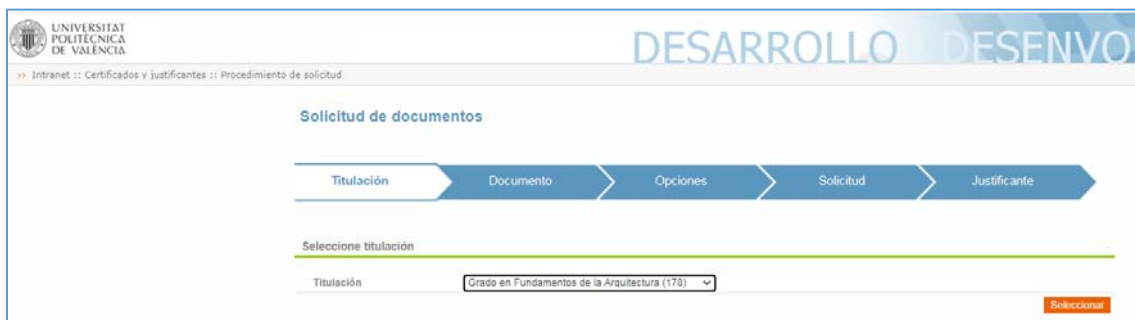 UNIVERSITAT
POLITÈCNICA
DE VALÈNCIA
DESARROLLO DESENVO
>> Intranet :: Certificados y justificantes :: Procedimiento de solicitud
Solicitud de documentos
Titulación Documento Opciones Solicitud Justificante
Seleccione titulación
Titulación Grado en Fundamentos de la Arquitectura (178)
Seleccionar